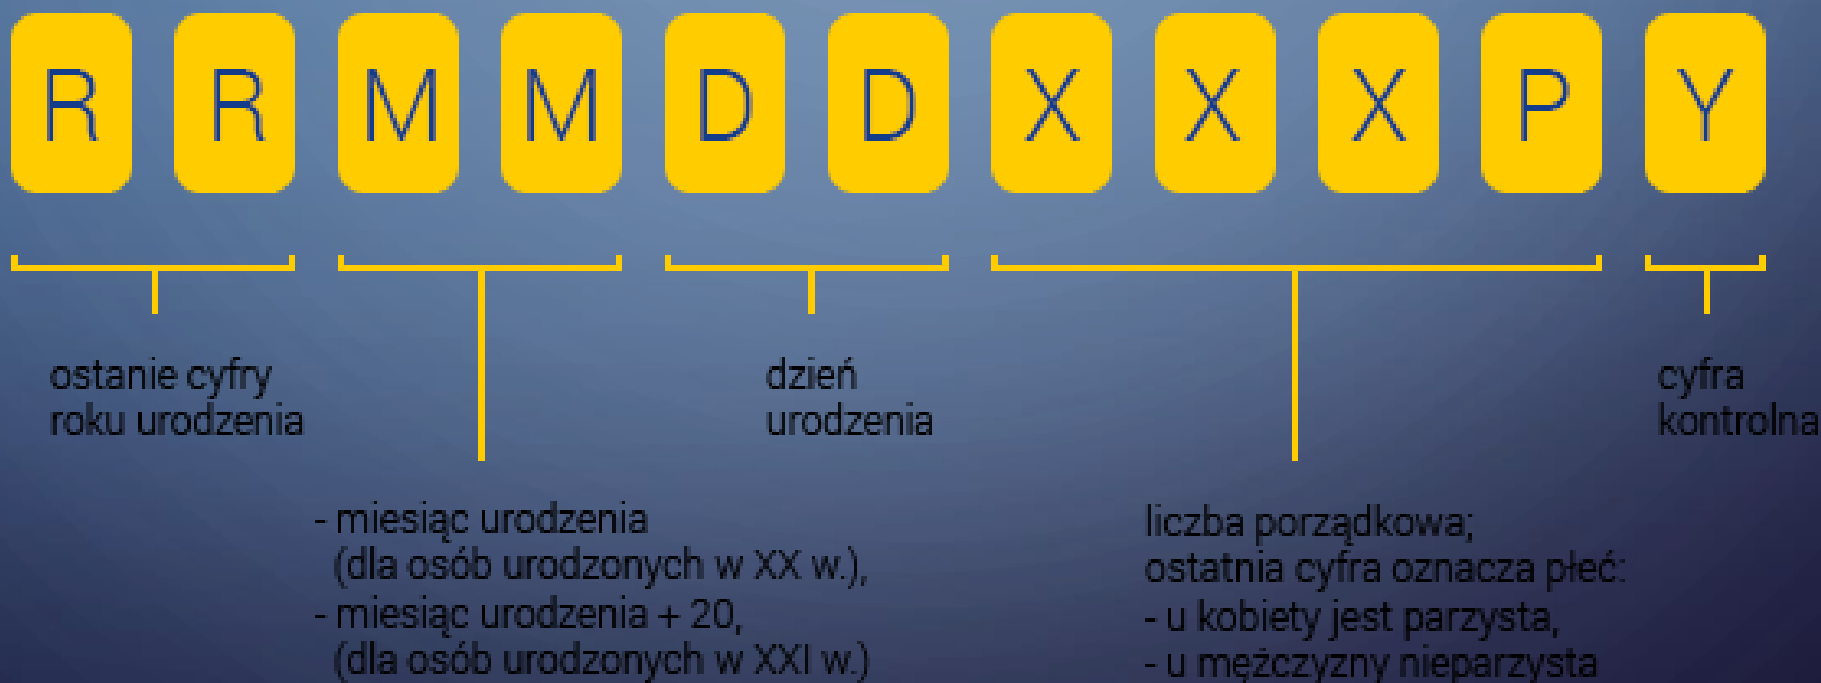 R R M M D D X X X P Y
ostanie cyfry
roku urodzenia
- miesiąc urodzenia
(dla osób urodzonych w XX w.),
- miesiąc urodzenia + 20,
(dla osób urodzonych w XXI w.)
dzień
urodzenia
liczba porządkowa;
ostatnia cyfra oznacza płeć:
- u kobiety jest parzysta,
- u mężczyzny nieparzysta
cyfra
kontrolna